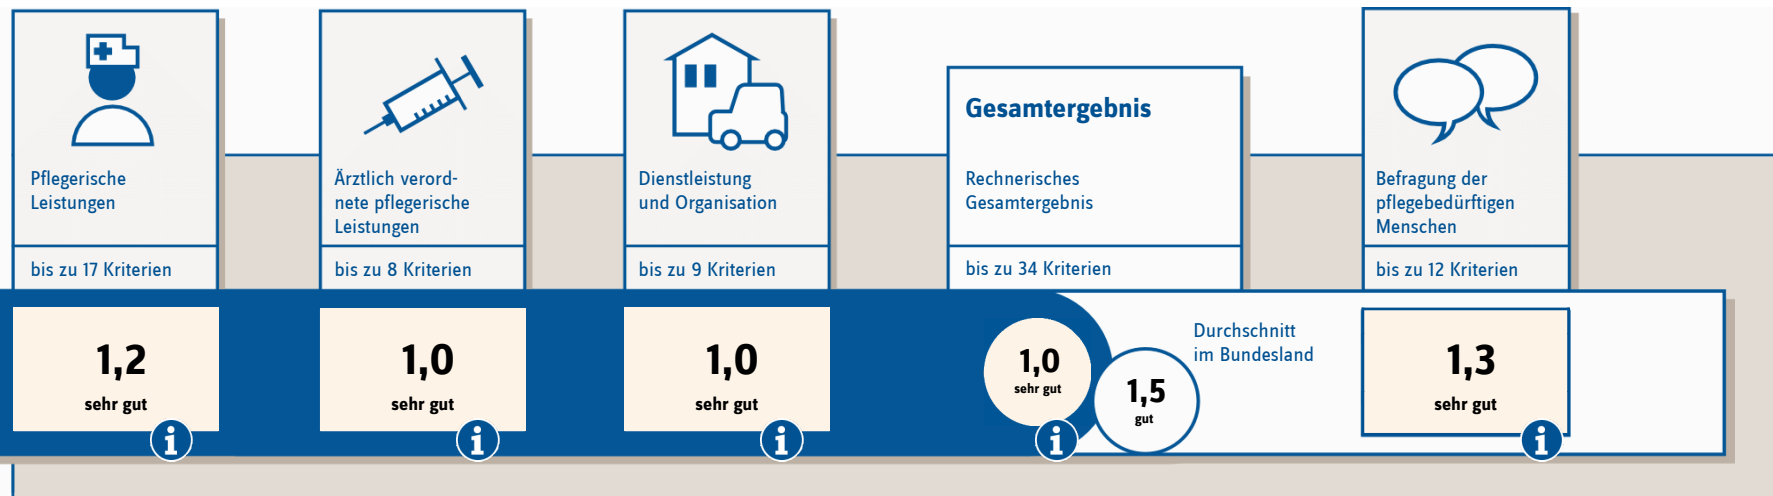 Pflegerische
Leistungen
bis zu 17 Kriterien
1,2
sehr gut
i
Ärztlich verord-
nete pflegerische
Leistungen
bis zu 8 Kriterien
1,0
sehr gut
i
Dienstleistung
und Organisation
bis zu 9 Kriterien
1,0
sehr gut
i
Gesamtergebnis
Rechnerisches
Gesamtergebnis
bis zu 34 Kriterien
1,0
sehr gut
i
1,5
gut
Durchschnitt
im Bundesland
Befragung der
pflegebedürftigen
Menschen
bis zu 12 Kriterien
1,3
sehr gut
i